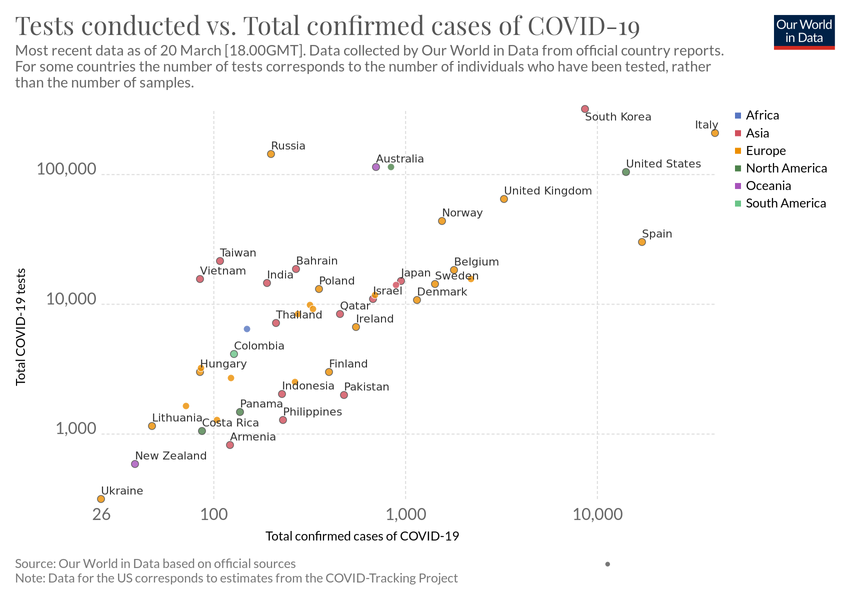 Tests conducted vs. Total confirmed cases of COVID-19
Most recent data as of 20 March [18.00GMT]. Data collected by Our World in Data from official country reports.
For some countries the number of tests corresponds to the number of individuals who have been tested, rather
than the number of samples.
Our World
in Data
South Korea
Italy
Africa
Asia
Europe
North America
Oceania
South America
Russia
Australia
100,000
United States
United Kingdom
Norway
Spain
Taiwan
Vietnam
Bahrain
India
Poland
Japan
Belgium
Sweden
Israel
Denmark
10,000
Qatar
Thailand
Ireland
Colombia
Hungary
Finland
Indonesia
Pakistan
Panama
Philippines
Lithuania
Costa Rica
1,000
Armenia
New Zealand
Ukraine
Total COVID-19 tests
26
100
1,000
10,000
Total confirmed cases of COVID-19
Source: Our World in Data based on official sources
Note: Data for the US corresponds to estimates from the COVID-Tracking Project